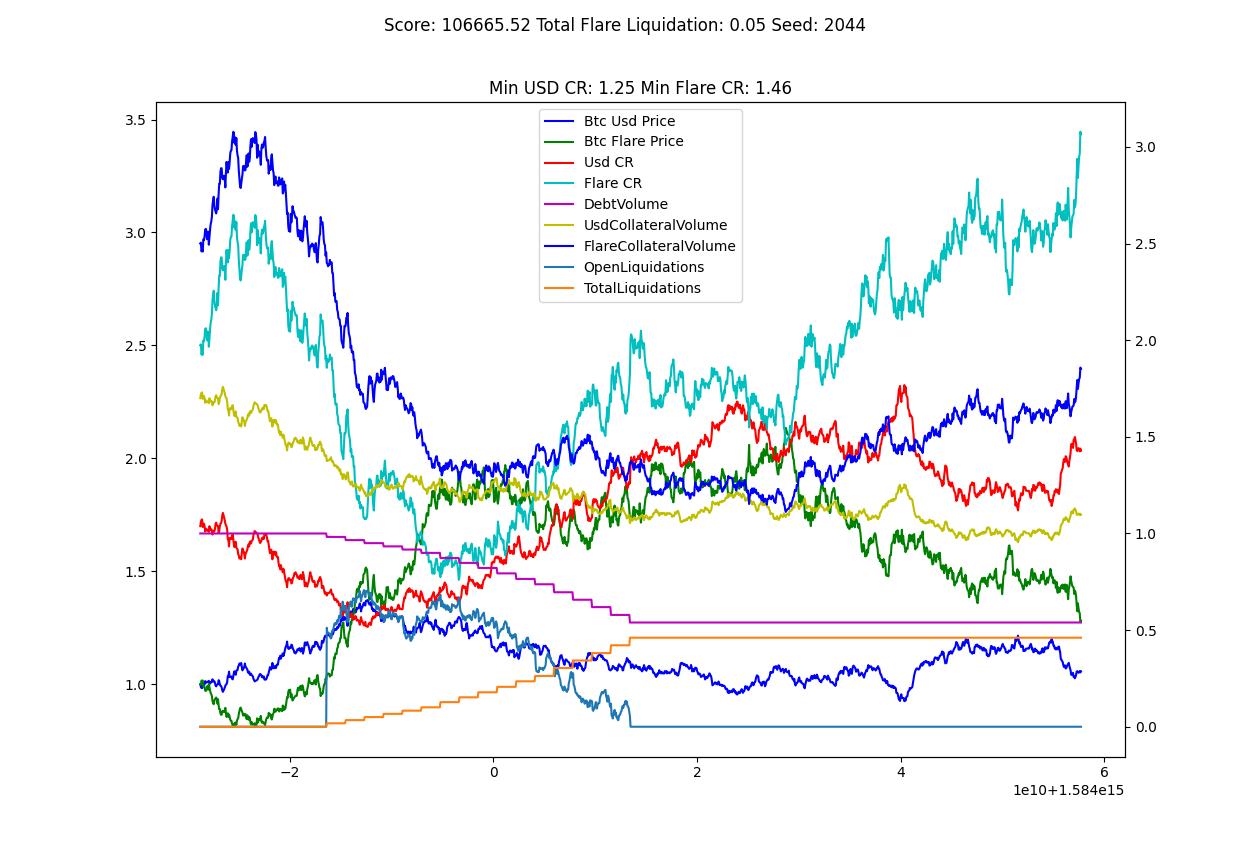 Score: 106665.52 Total Flare Liquidation: 0.05 Seed: 2044
Min USD CR: 1.25 Min Flare CR: 1.46
Btc Usd Price
Btc Flare Price
Usd CR
Flare CR
DebtVolume
UsdCollateralVolume
FlareCollateralVolume
OpenLiquidations
TotalLiquidations
3.5
3.0
2.5
2.0
1.5
1.0
3.0
2.5
2.0
1.5
1.0
0.5
0.0
−2 0 2 4 6
1e10+1.584e15